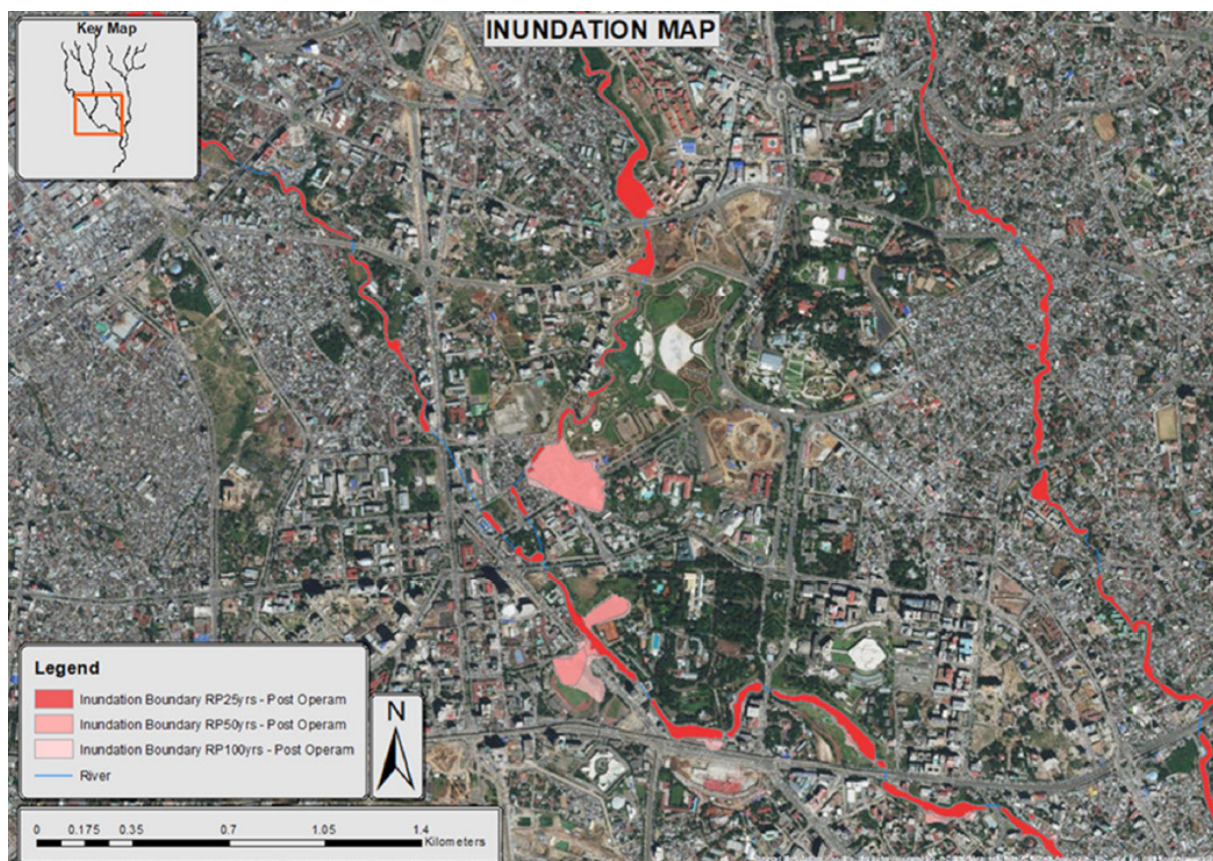 Key Map
INUNDATION MAP
Legend
Inundation Boundary RP25yrs - Post Operam
Inundation Boundary RP50yrs - Post Operam
Inundation Boundary RP100yrs - Post Operam
River
N
0 0.175 0.35 0.7 1.05 1.4
Kilometers